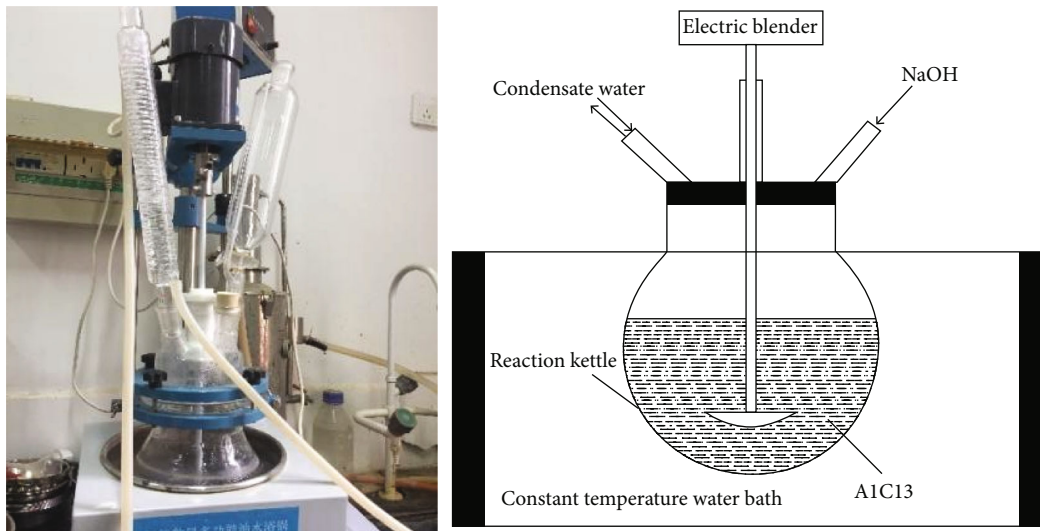 Electric blender
Condensate water
NaOH
Reaction kettle
A1C13
Constant temperature water bath